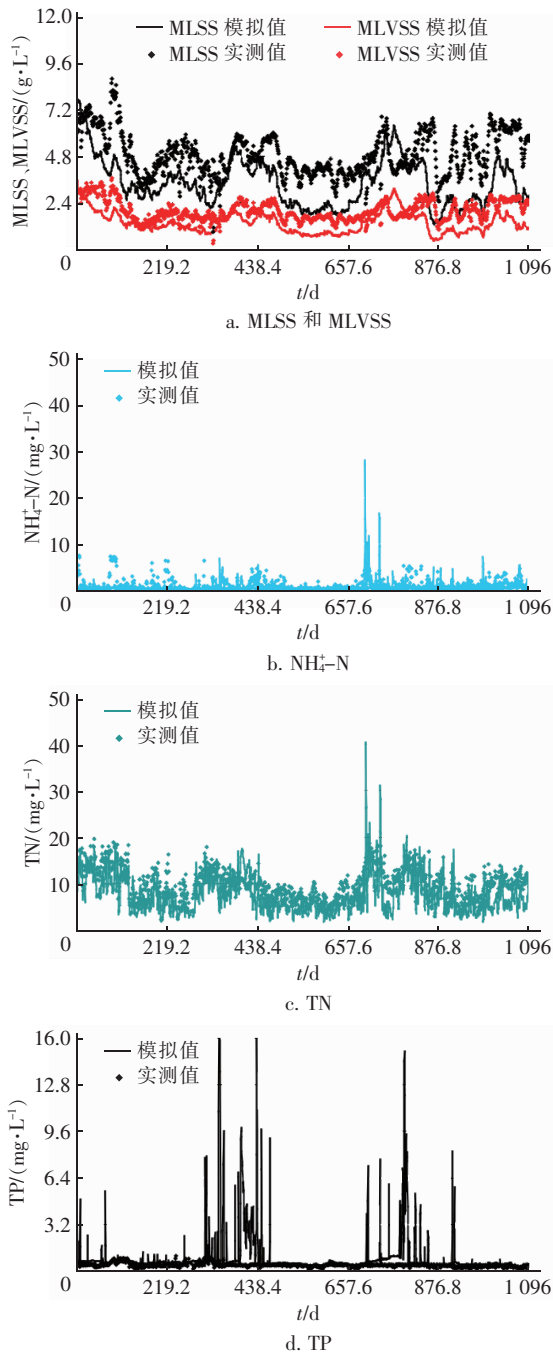 MLSS 模拟值 MLVSS 模拟值
MLSS 实测值 MLVSS 实测值
12.0
9.6
7.2
4.8
2.4
0
MLSS、MLVSS/(g·L⁻¹)
219.2 438.4 657.6 876.8 1 096
t/d
a. MLSS 和 MLVSS
模拟值
实测值
50
40
30
20
10
0
NH₄⁺-N/(mg·L⁻¹)
219.2 438.4 657.6 876.8 1 096
t/d
b. NH₄⁺-N
模拟值
实测值
50
40
30
20
10
0
TN/(mg·L⁻¹)
219.2 438.4 657.6 876.8 1 096
t/d
c. TN
模拟值
实测值
16.0
12.8
9.6
6.4
3.2
0
TP/(mg·L⁻¹)
219.2 438.4 657.6 876.8 1 096
t/d
d. TP